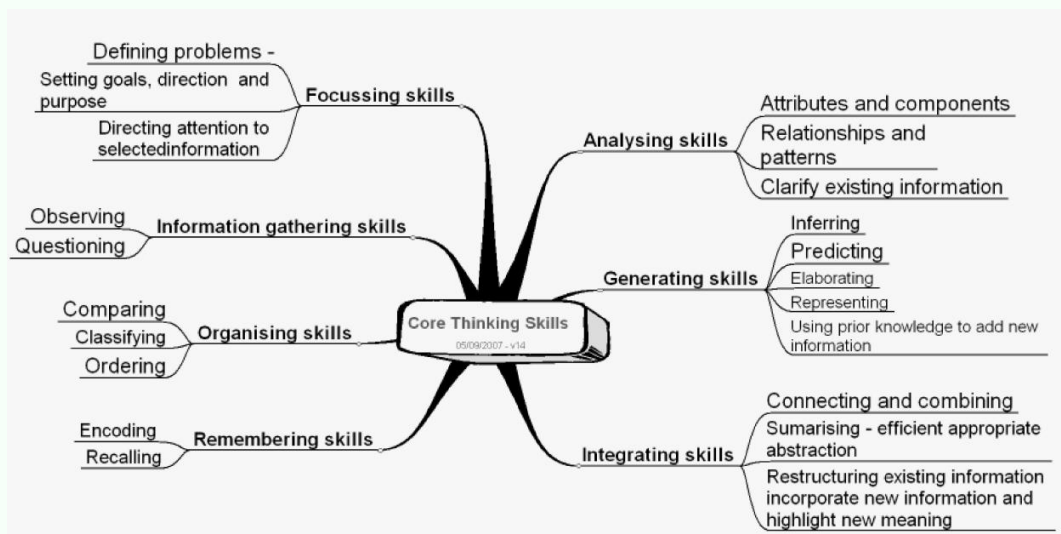 Core Thinking Skills
05/09/2007 - v14
Focussing skills
Defining problems -
Setting goals, direction and
purpose
Directing attention to
selectedinformation
Information gathering skills
Observing
Questioning
Organising skills
Comparing
Classifying
Ordering
Remembering skills
Encoding
Recalling
Analysing skills
Attributes and components
Relationships and
patterns
Clarify existing information
Generating skills
Inferring
Predicting
Elaborating
Representing
Using prior knowledge to add new
information
Integrating skills
Connecting and combining
Sumarising - efficient appropriate
abstraction
Restructuring existing information
incorporate new information and
highlight new meaning